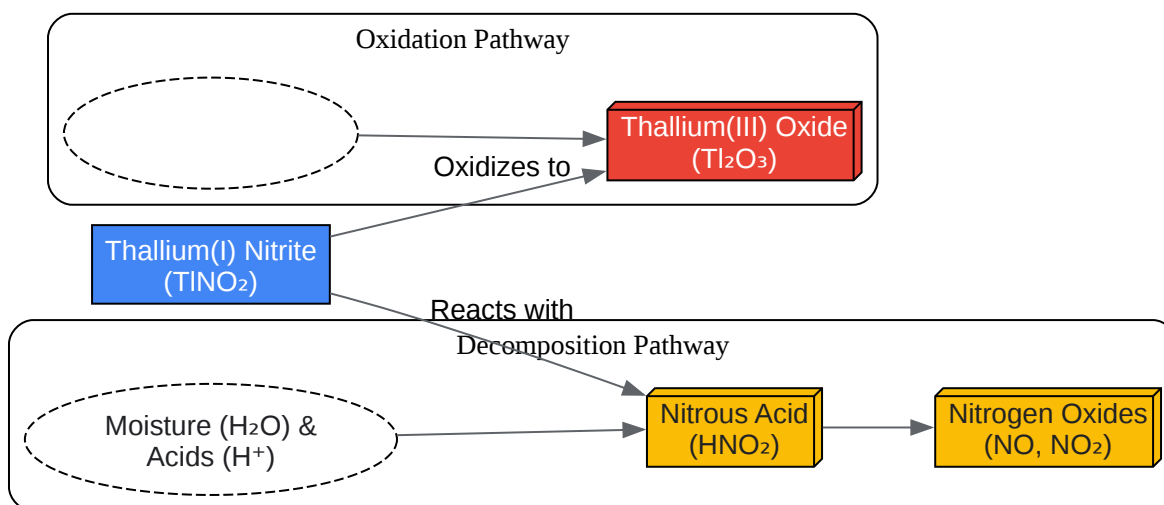 Oxidation Pathway
Thallium(III) Oxide
(Tl₂O₃)
Oxidizes to
Thallium(I) Nitrite
(TlNO₂)
Reacts with
Decomposition Pathway
Moisture (H₂O) &
Acids (H⁺)
Nitrous Acid
(HNO₂)
Nitrogen Oxides
(NO, NO₂)